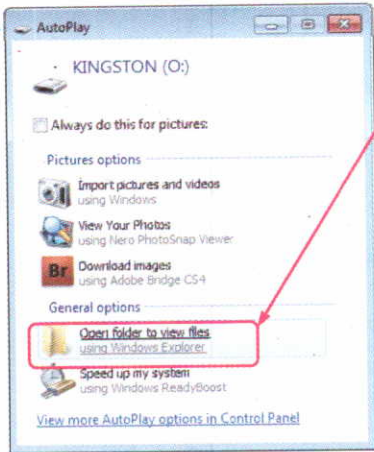 AutoPlay
KINGSTON (O:)
Always do this for pictures:
Pictures options
Import pictures and videos
using Windows
View Your Photos
using Nero PhotoSnap Viewer
Br
Download images
using Adobe Bridge CS4
General options
Open folder to view files
using Windows Explorer
Speed up my system
using Windows ReadyBoost
View more AutoPlay options in Control Panel